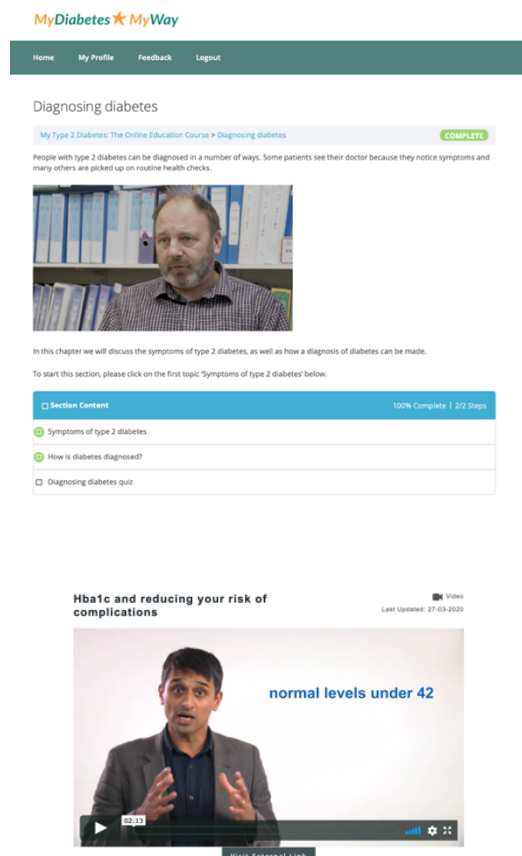 MyDiabetes MyWay
Home My Profile Feedback Logout
Diagnosing diabetes
My Type 2 Diabetes: The Online Education Course > Diagnosing diabetes COMPLETE
People with type 2 diabetes can be diagnosed in a number of ways. Some patients see their doctor because they notice symptoms and
many others are picked up on routine health checks.
In this chapter we will discuss the symptoms of type 2 diabetes, as well as how a diagnosis of diabetes can be made.
To start this section, please click on the first topic 'Symptoms of type 2 diabetes' below.
Section Content 100% Complete | 2/2 Steps
Symptoms of type 2 diabetes
How is diabetes diagnosed?
Diagnosing diabetes quiz
Hba1c and reducing your risk of
complications
Video
Last Updated: 27-03-2020
normal levels under 42
02:13
Visit External Link